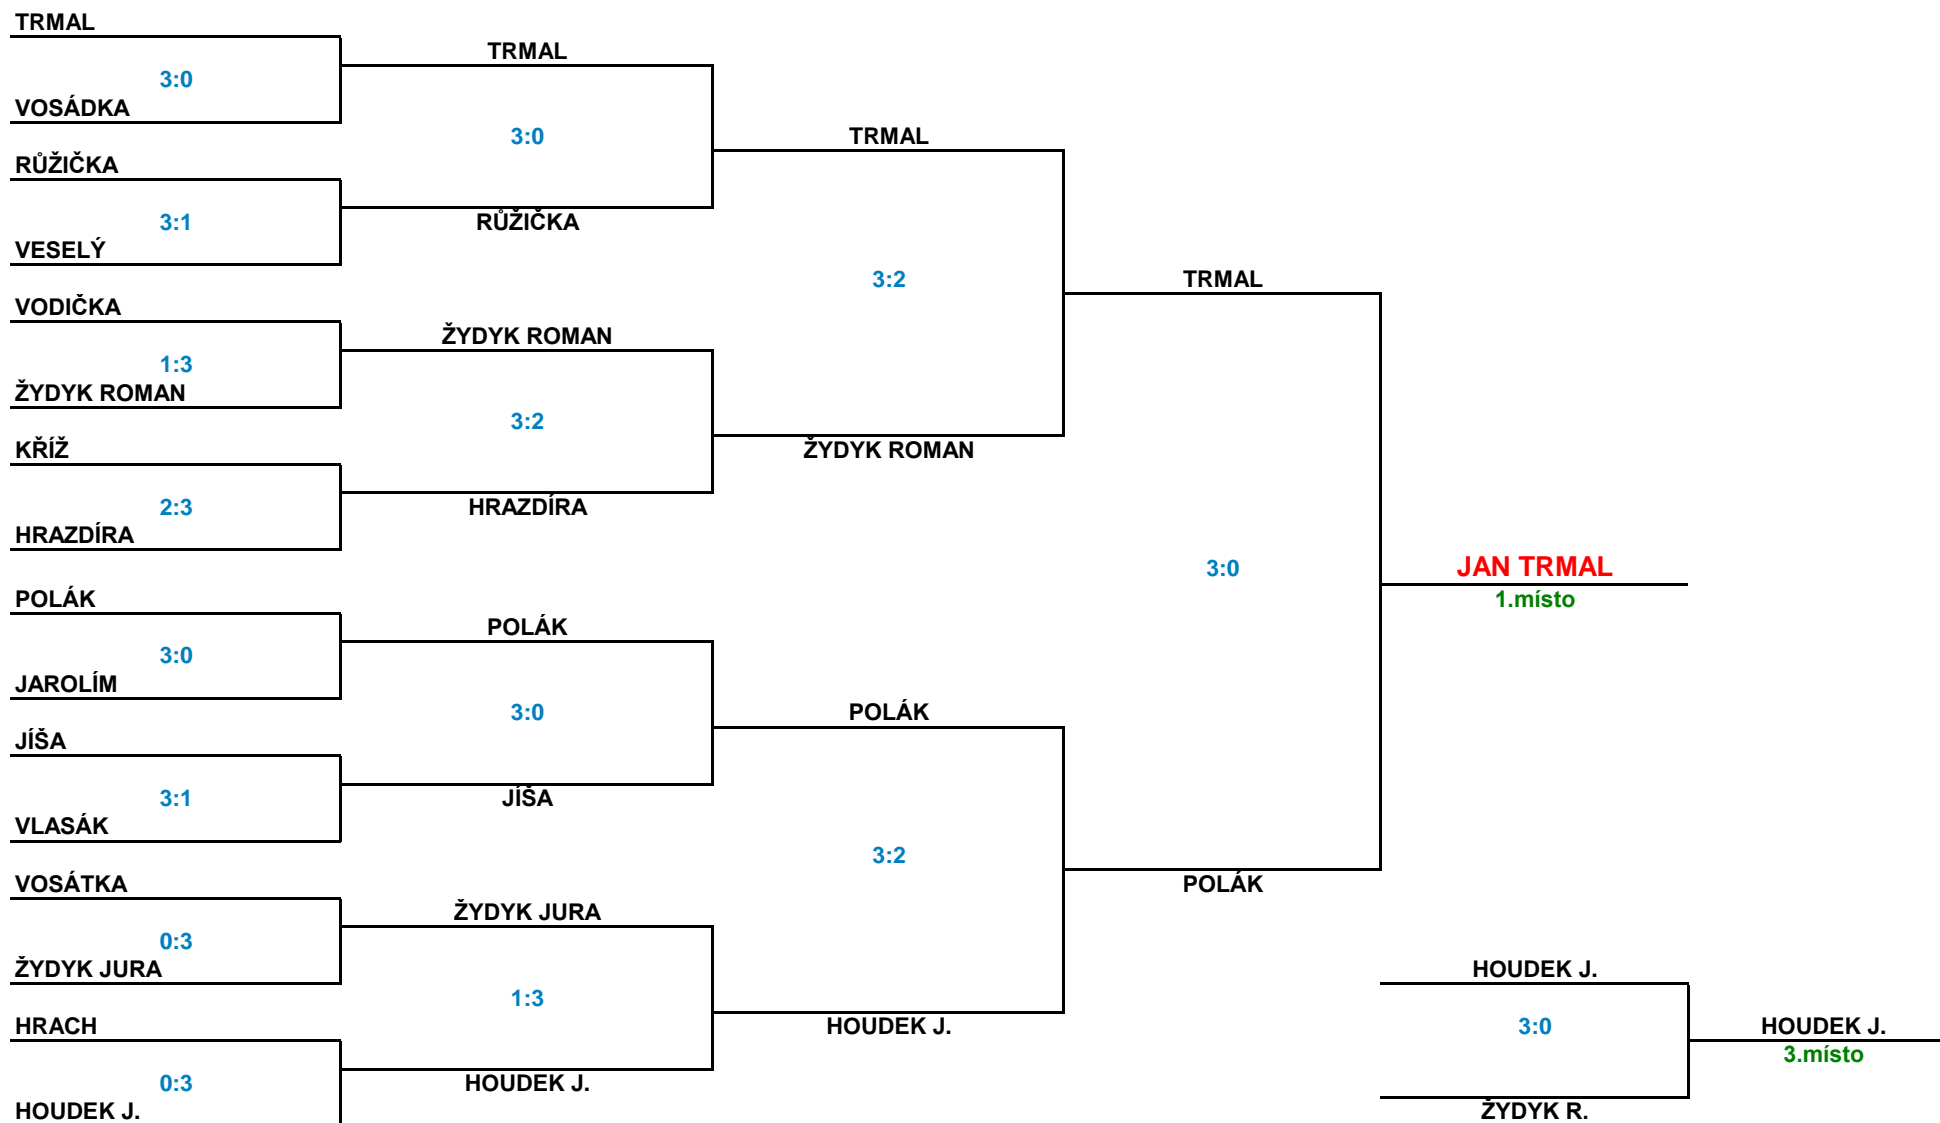 TRMAL
3:0
VOSÁDKA
RŮŽIČKA
3:1
VESELÝ
VODIČKA
1:3
ŽYDYK ROMAN
KŘÍŽ
2:3
HRAZDÍRA
POLÁK
3:0
JAROLÍM
JÍŠA
3:1
VLASÁK
VOSÁTKA
0:3
ŽYDYK JURA
HRACH
0:3
HOUDEK J.
TRMAL
3:0
RŮŽIČKA
ŽYDYK ROMAN
3:2
HRAZDÍRA
POLÁK
3:0
JÍŠA
ŽYDYK JURA
1:3
HOUDEK J.
TRMAL
3:2
ŽYDYK ROMAN
POLÁK
3:2
HOUDEK J.
TRMAL
3:0
POLÁK
JAN TRMAL
1.místo
HOUDEK J.
3:0
ŽYDYK R.
HOUDEK J.
3.místo